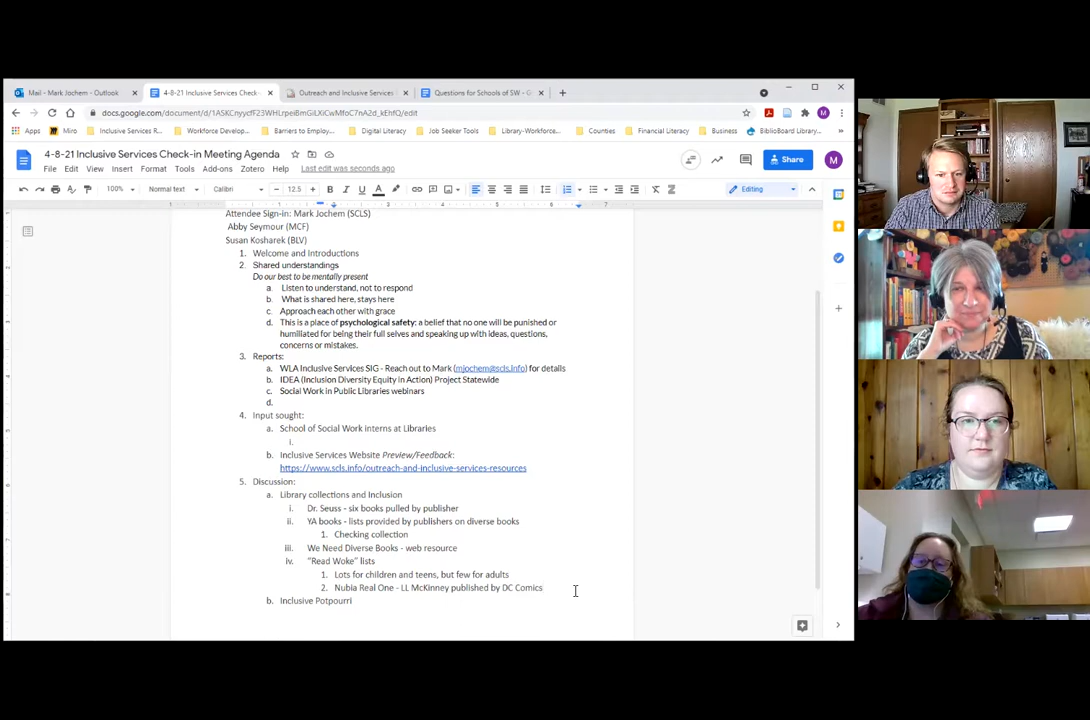 Mail - Mark Jochem - Outlook
4-8-21 Inclusive Services Check-
Outreach and Inclusive Services
Questions for Schools of SW - G
docs.google.com
Apps
Miro
Inclusive Services R...
Workforce Develop...
Barriers to Employ...
Digital Literacy
Job Seeker Tools
Library-Workforce...
Counties
Financial Literacy
Business
BiblioBoard Library...
4-8-21 Inclusive Services Check-in Meeting Agenda
File Edit View Insert Format Tools Add-ons Zotero Help Last edit was seconds ago
Share
M
100% Normal text Calibri 12.5 Editing
Attendee Sign-in: Mark Jochem (SCLS)
Abby Seymour (MCF)
Susan Kosharek (BLV)
1. Welcome and Introductions
2. Shared understandings
Do our best to be mentally present
a. Listen to understand, not to respond
b. What is shared here, stays here
c. Approach each other with grace
d. This is a place of psychological safety: a belief that no one will be punished or
humiliated for being their full selves and speaking up with ideas, questions,
concerns or mistakes.
3. Reports:
a. WLA Inclusive Services SIG - Reach out to Mark (mjochem@scls.info) for details
b. IDEA (Inclusion Diversity Equity in Action) Project Statewide
c. Social Work in Public Libraries webinars
d.
4. Input sought:
a. School of Social Work interns at Libraries
i.
b. Inclusive Services Website Preview/Feedback:
https://www.scls.info/outreach-and-inclusive-services-resources
5. Discussion:
a. Library collections and Inclusion
i. Dr. Seuss - six books pulled by publisher
ii. YA books - lists provided by publishers on diverse books
1. Checking collection
iii. We Need Diverse Books - web resource
iv. "Read Woke" lists
1. Lots for children and teens, but few for adults
2. Nubia Real One - LL McKinney published by DC Comics
b. Inclusive Potpourri